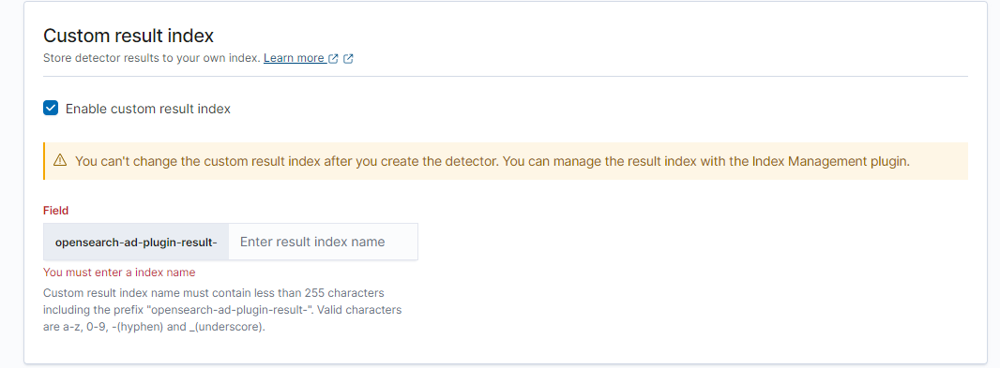 Custom result index
Store detector results to your own index. Learn more
Enable custom result index
You can't change the custom result index after you create the detector. You can manage the result index with the Index Management plugin.
Field
opensearch-ad-plugin-result- Enter result index name
You must enter a index name
Custom result index name must contain less than 255 characters
including the prefix "opensearch-ad-plugin-result-". Valid characters
are a-z, 0-9, -(hyphen) and _(underscore).